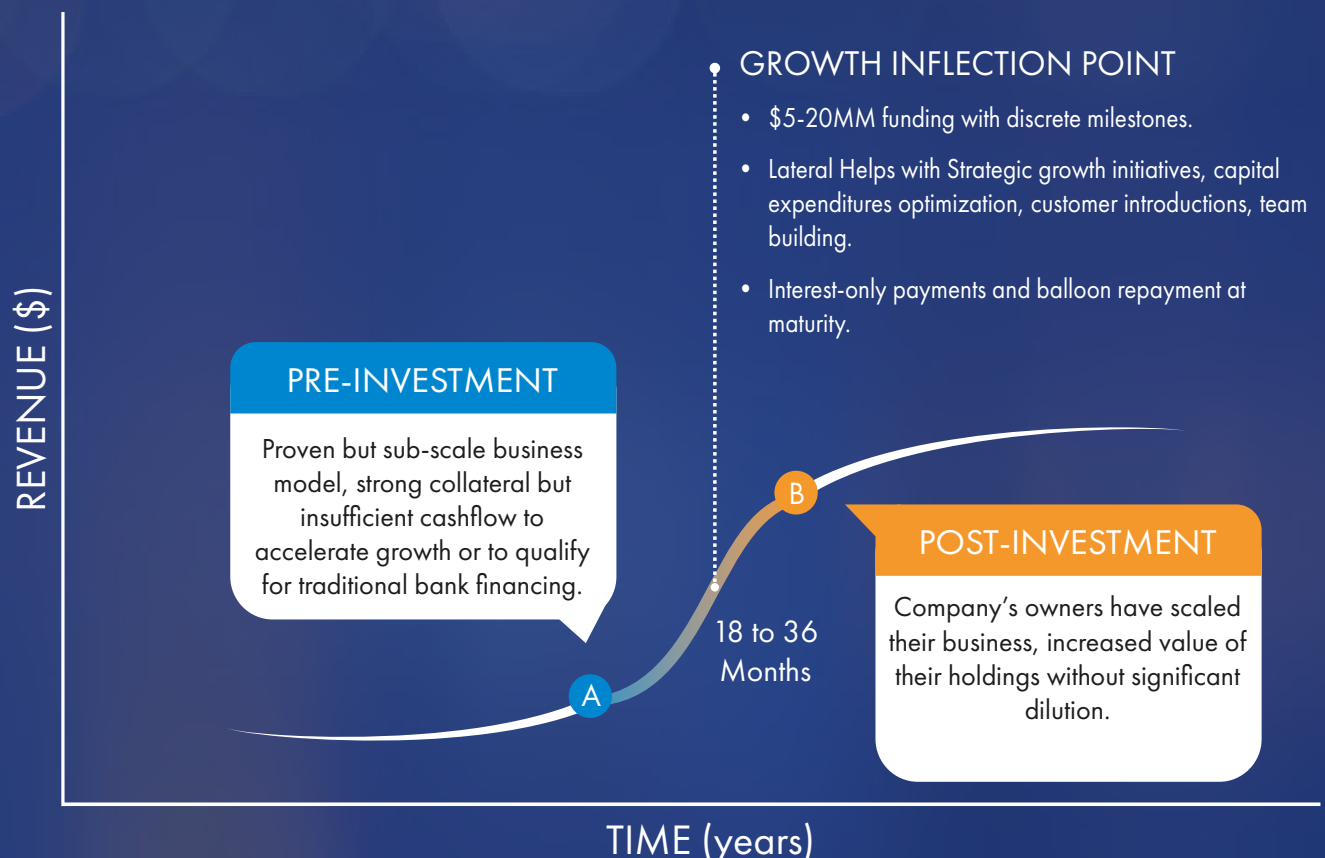 GROWTH INFLECTION POINT
• $5-20MM funding with discrete milestones.
• Lateral Helps with Strategic growth initiatives, capital
expenditures optimization, customer introductions, team
building.
• Interest-only payments and balloon repayment at
maturity.
REVENUE ($)
PRE-INVESTMENT
Proven but sub-scale business
model, strong collateral but
insufficient cashflow to
accelerate growth or to qualify
for traditional bank financing.
A
18 to 36
Months
B
POST-INVESTMENT
Company’s owners have scaled
their business, increased value of
their holdings without significant
dilution.
TIME (years)